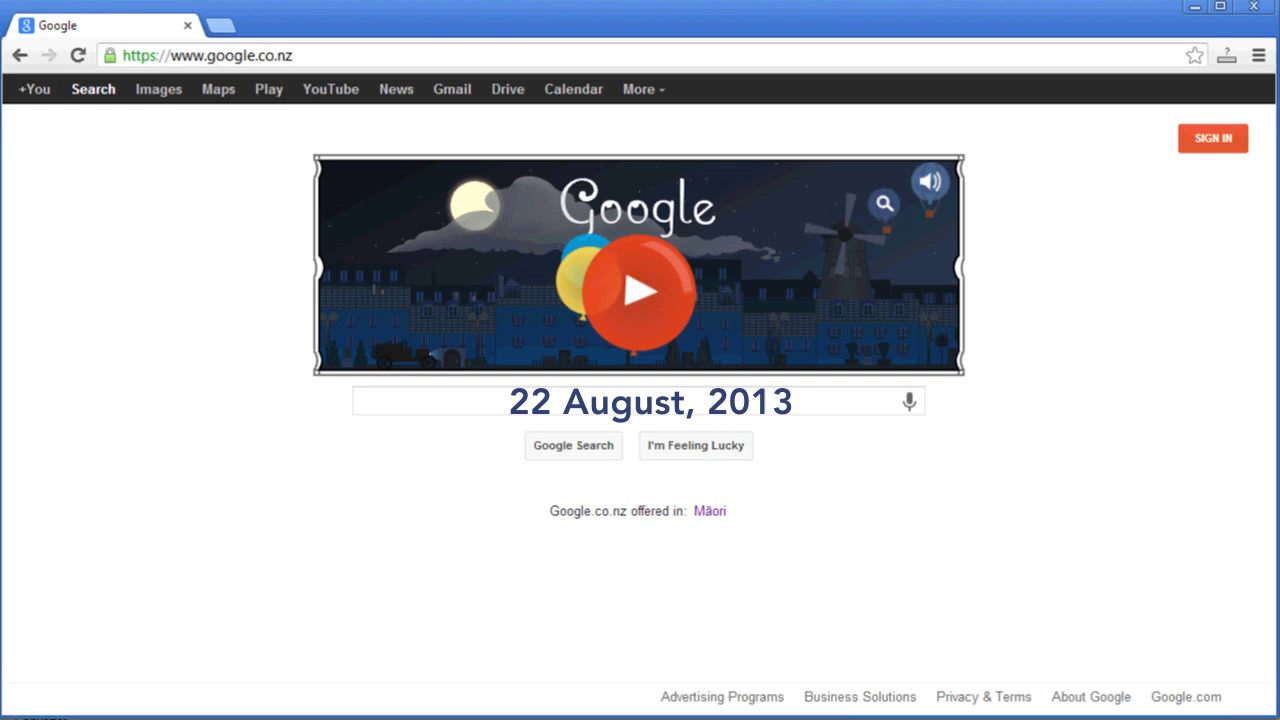 Google
https://www.google.co.nz
+You Search Images Maps Play YouTube News Gmail Drive Calendar More
SIGN IN
Google
22 August, 2013
Google Search I'm Feeling Lucky
Google.co.nz offered in: Māori
Advertising Programs Business Solutions Privacy & Terms About Google Google.com